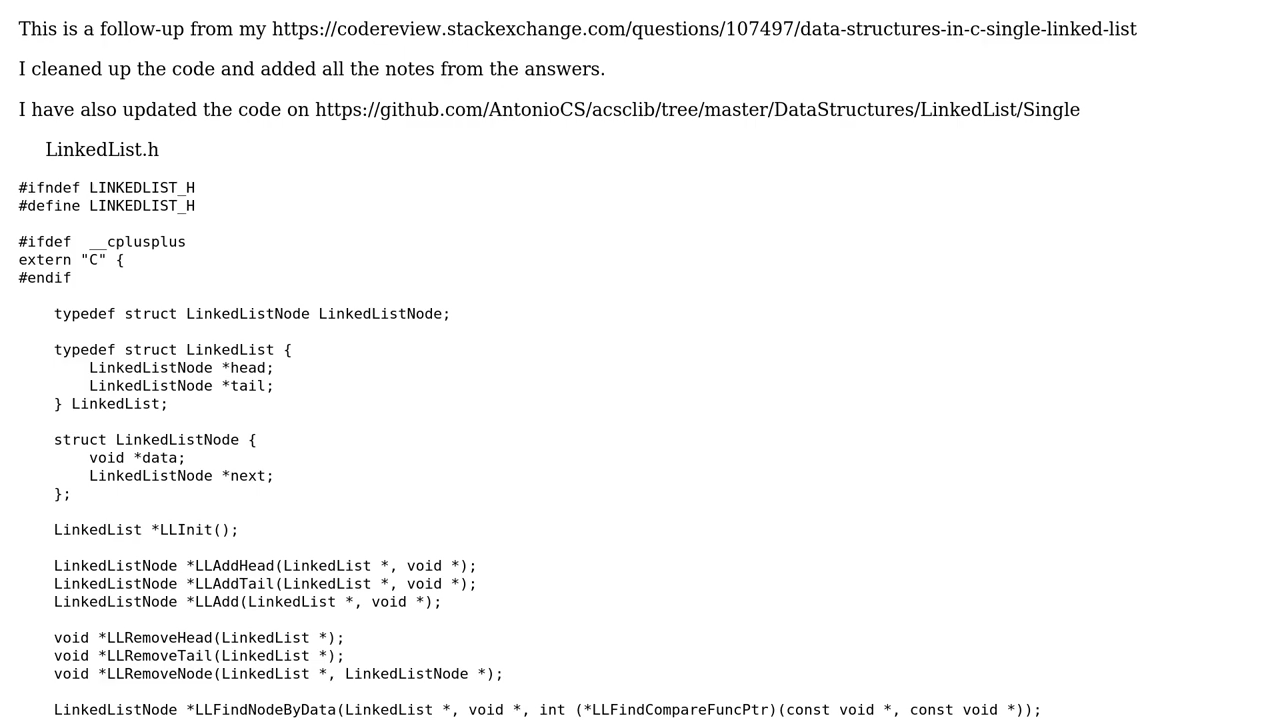 This is a follow-up from my https://codereview.stackexchange.com/questions/107497/data-structures-in-c-single-linked-list
I cleaned up the code and added all the notes from the answers.
I have also updated the code on https://github.com/AntonioCS/acsclib/tree/master/DataStructures/LinkedList/Single
LinkedList.h
#ifndef LINKEDLIST_H
#define LINKEDLIST_H

#ifdef  __cplusplus
extern "C" {
#endif

    typedef struct LinkedListNode LinkedListNode;

    typedef struct LinkedList {
        LinkedListNode *head;
        LinkedListNode *tail;
    } LinkedList;

    struct LinkedListNode {
        void *data;
        LinkedListNode *next;
    };

    LinkedList *LLInit();

    LinkedListNode *LLAddHead(LinkedList *, void *);
    LinkedListNode *LLAddTail(LinkedList *, void *);
    LinkedListNode *LLAdd(LinkedList *, void *);

    void *LLRemoveHead(LinkedList *);
    void *LLRemoveTail(LinkedList *);
    void *LLRemoveNode(LinkedList *, LinkedListNode *);

    LinkedListNode *LLFindNodeByData(LinkedList *, void *, int (*LLFindCompareFuncPtr)(const void *, const void *));